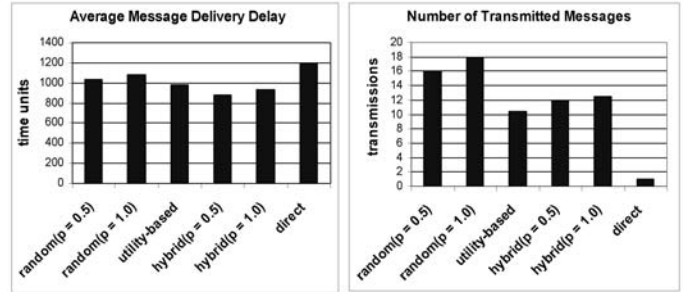 Average Message Delivery Delay
time units
1400
1200
1000
800
600
400
200
0
random(p = 0.5)
random(p = 1.0)
utility-based
hybrid(p = 0.5)
hybrid(p = 1.0)
direct
Number of Transmitted Messages
transmissions
20
18
16
14
12
10
8
6
4
2
0
random(p = 0.5)
random(p = 1.0)
utility-based
hybrid(p = 0.5)
hybrid(p = 1.0)
direct